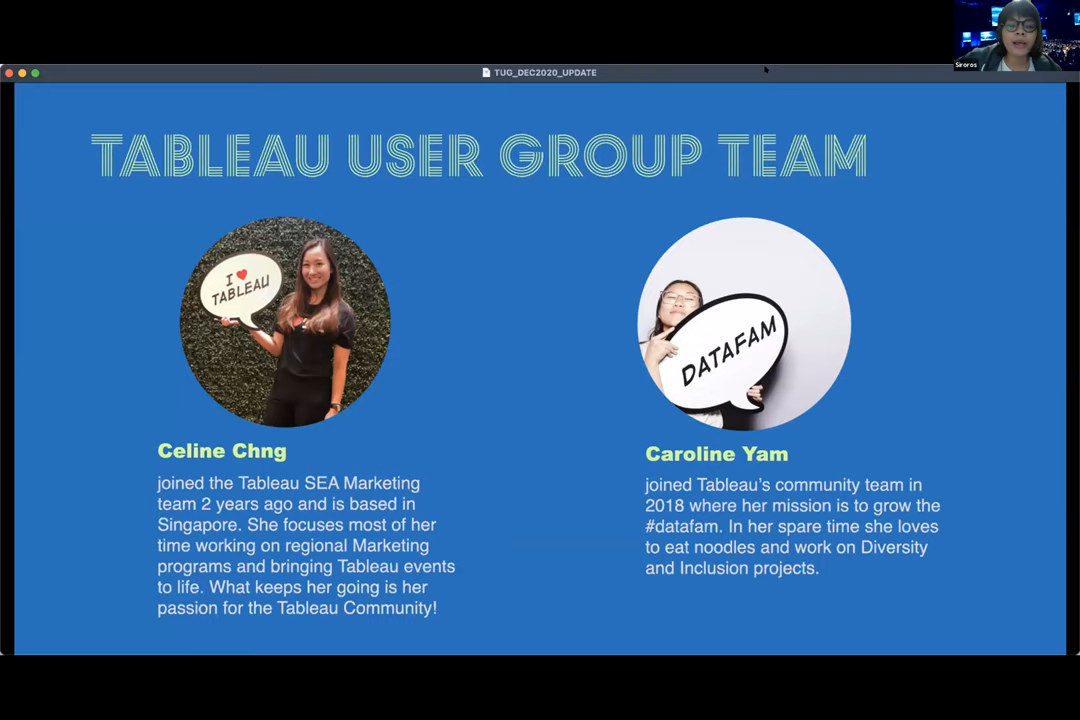 Siroros
TUG_DEC2020_UPDATE
TABLEAU USER GROUP TEAM
I ❤ TABLEAU
DATAFAM
Celine Chng
joined the Tableau SEA Marketing
team 2 years ago and is based in
Singapore. She focuses most of her
time working on regional Marketing
programs and bringing Tableau events
to life. What keeps her going is her
passion for the Tableau Community!
Caroline Yam
joined Tableau’s community team in
2018 where her mission is to grow the
#datafam. In her spare time she loves
to eat noodles and work on Diversity
and Inclusion projects.